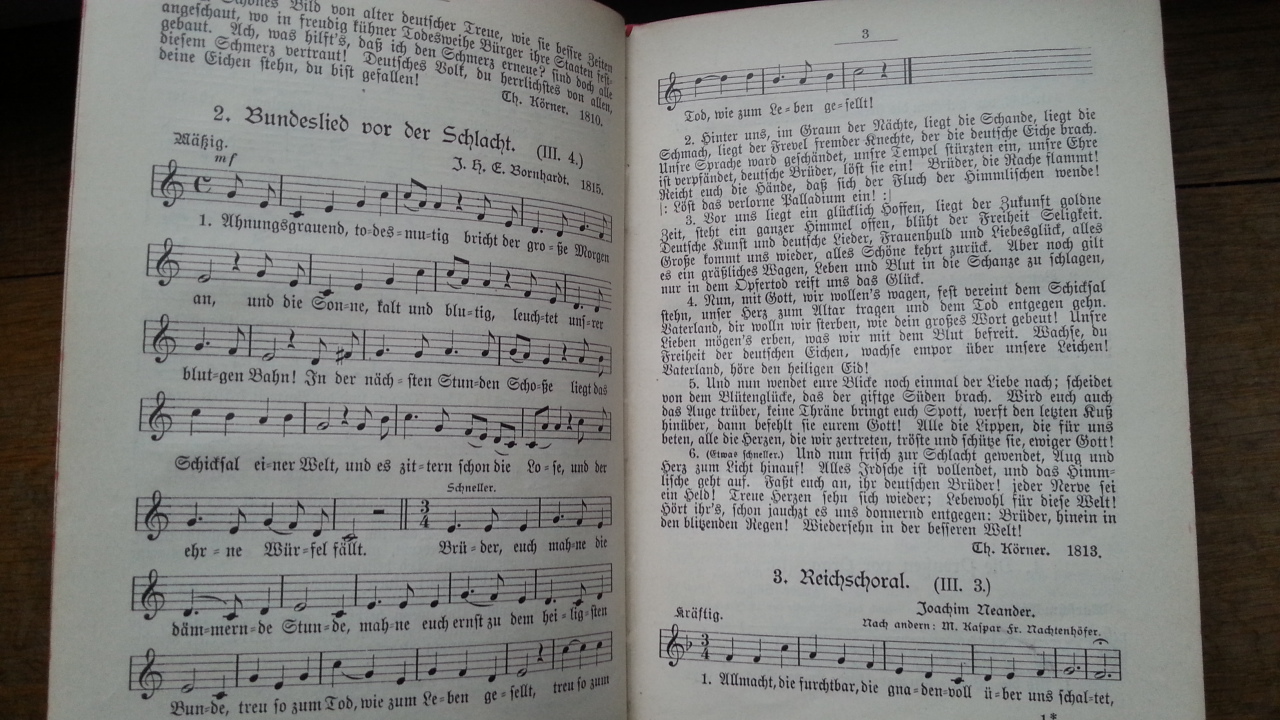 Schönes Bild von alter deutscher Treue, wie sie beßre Zeiten
angeschaut, wo in freudig kühner Todesweihe Bürger ihre Staaten fest
gebaut. Ach, was hilft's, daß ich den Schmerz erneue? sind doch alle
diesem Schmerz vertraut! Deutsches Volk, du herrlichstes von allen,
deine Eichen stehn, du bist gefallen!
Th. Körner. 1810.
2. Bundeslied vor der Schlacht. (III. 4.)
Mäßig.
J. H. E. Bornhardt. 1815.
mf
1. Ahnungsgrauend, to=des=mu=tig bricht der gro=ße Morgen
an, und die Son=ne, kalt und blu=tig, leuch=tet uns=rer
blut=gen Bahn! In der näch=sten Stun=den Scho=ße liegt das
Schicksal ei=ner Welt, und es zit=tern schon die Lo=se, und der
Schneller.
ehr=ne Wür=fel fällt. Brü=der, euch mah=ne die
däm=mern=de Stun=de, mah=ne euch ernst zu dem hei=lig=sten
Bun=de, treu so zum Tod, wie zum Le=ben ge=sellt, treu so zum
3
Tod, wie zum Le=ben ge=sellt!
2. Hinter uns, im Graun der Nächte, liegt die Schande, liegt die
Schmach, liegt der Frevel fremder Knechte, der die deutsche Eiche brach.
Unsre Sprache ward geschändet, unsre Tempel stürzten ein, unsre Ehre
ist verpfändet, deutsche Brüder, löst sie ein! Brüder, die Rache flammt!
Reicht euch die Hände, daß sich der Fluch der Himmlischen wende!
|: Löst das verlorne Palladium ein! :|
3. Vor uns liegt ein glücklich Hoffen, liegt der Zukunft goldne
Zeit, steht ein ganzer Himmel offen, blüht der Freiheit Seligkeit.
Deutsche Kunst und deutsche Lieder, Frauenhuld und Liebesglück, alles
Große kommt uns wieder, alles Schöne kehrt zurück. Aber noch gilt
es ein gräßliches Wagen, Leben und Blut in die Schanze zu schlagen,
nur in dem Opfertod reift uns das Glück.
4. Nun, mit Gott, wir wollen's wagen, fest vereint dem Schicksal
stehn, unser Herz zum Altar tragen und dem Tod entgegen gehn.
Vaterland, dir wolln wir sterben, wie dein großes Wort gebeut! Unsre
Lieben mögen's erben, was wir mit dem Blut befreit. Wachse, du
Freiheit der deutschen Eichen, wachse empor über unsere Leichen!
Vaterland, höre den heiligen Eid!
5. Und nun wendet eure Blicke noch einmal der Liebe nach; scheidet
von dem Blütenglücke, das der giftge Süden brach. Wird euch auch
das Auge trüber, keine Thräne bringt euch Spott, werft den letzten Kuß
hinüber, dann befehlt sie eurem Gott! Alle die Lippen, die für uns
beten, alle die Herzen, die wir zertreten, tröste und schütze sie, ewiger Gott!
6. (Etwas schneller.) Und nun frisch zur Schlacht gewendet, Aug und
Herz zum Licht hinauf! Alles Irdsche ist vollendet, und das Himm=
lische geht auf. Faßt euch an, ihr deutschen Brüder! jeder Nerve sei
ein Held! Treue Herzen sehn sich wieder; Lebewohl für diese Welt!
Hört ihr's, schon jauchzt es uns donnernd entgegen: Brüder, hinein in
den blitzenden Regen! Wiedersehn in der besseren Welt!
Th. Körner. 1813.
3. Reichschoral. (III. 3.)
Kräftig.
Joachim Neander.
Nach andern: M. Kaspar Fr. Nachtenhöfer.
1. Allmacht, die furchtbar, die gna=den=voll ü=ber uns schal=tet,
1*